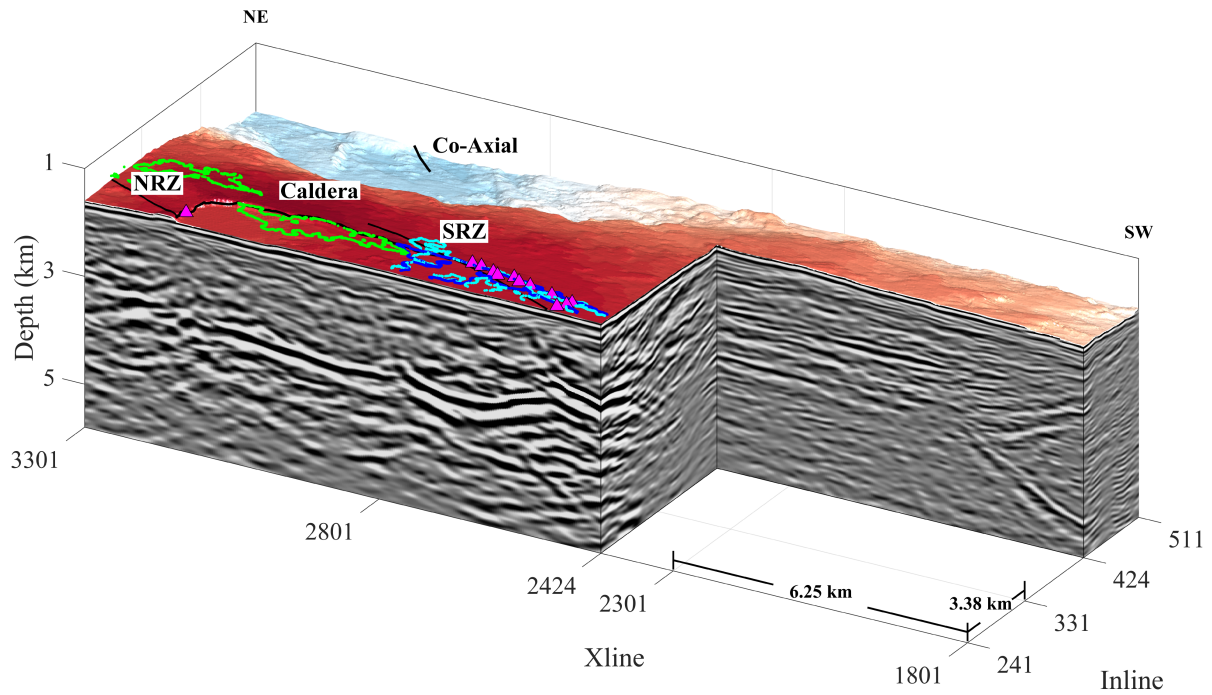 NE
Co-Axial
1
NRZ
Caldera
SRZ
SW
3
Depth (km)
5
3301
2801
2424
2301
6.25 km
3.38 km
1801
241
331
424
511
Xline
Inline